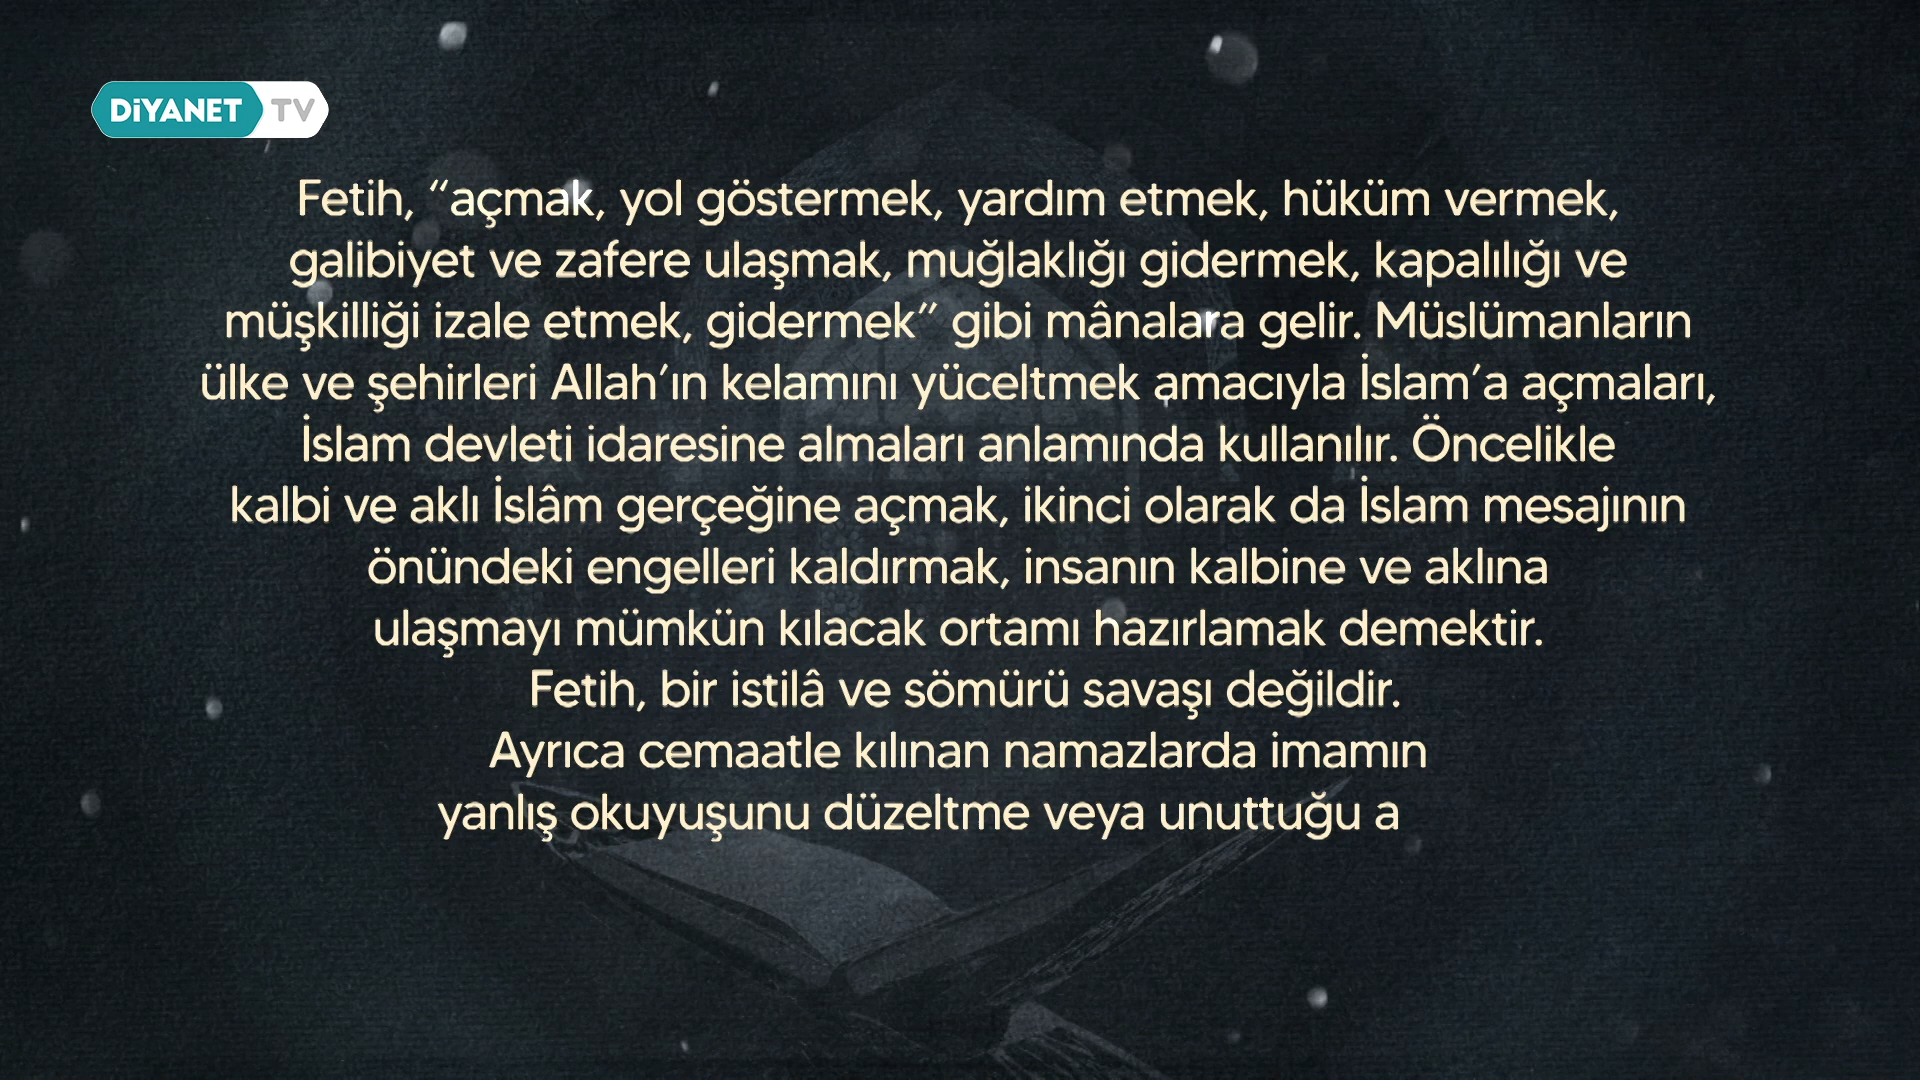 DiYANET TV
Fetih, “açmak, yol göstermek, yardım etmek, hüküm vermek,
galibiyet ve zafere ulaşmak, muğlaklığı gidermek, kapalılığı ve
müşkilliği izale etmek, gidermek” gibi mânalara gelir. Müslümanların
ülke ve şehirleri Allah’ın kelamını yüceltmek amacıyla İslam’a açmaları,
İslam devleti idaresine almaları anlamında kullanılır. Öncelikle
kalbi ve aklı İslâm gerçeğine açmak, ikinci olarak da İslam mesajının
önündeki engelleri kaldırmak, insanın kalbine ve aklına
ulaşmayı mümkün kılacak ortamı hazırlamak demektir.
Fetih, bir istilâ ve sömürü savaşı değildir.
Ayrıca cemaatle kılınan namazlarda imamın
yanlış okuyuşunu düzeltme veya unuttuğu a